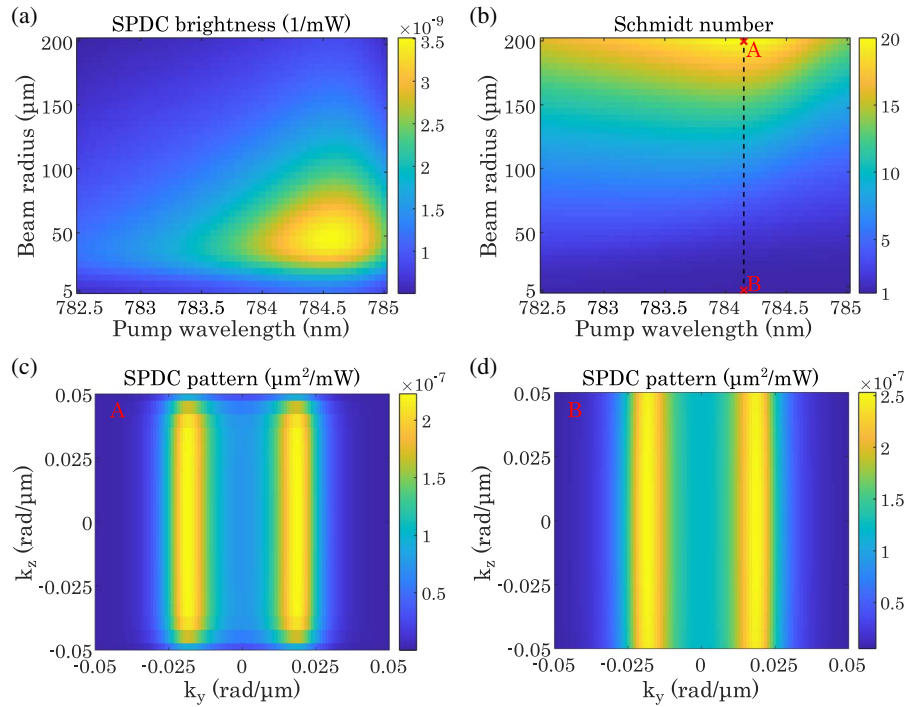 (a)
SPDC brightness (1/mW)
×10⁻⁹
Beam radius (µm)
200
150
100
50
5
782.5 783 783.5 784 784.5 785
Pump wavelength (nm)
3.5
3
2.5
2
1.5
1
(b)
Schmidt number
A
B
Beam radius (µm)
200
150
100
50
5
782.5 783 783.5 784 784.5 785
Pump wavelength (nm)
20
15
10
5
1
(c)
SPDC pattern (µm²/mW)
×10⁻⁷
A
k_z (rad/µm)
0.05
0.025
0
-0.025
-0.05
-0.05 -0.025 0 0.025 0.05
k_y (rad/µm)
2
1.5
1
0.5
(d)
SPDC pattern (µm²/mW)
×10⁻⁷
B
k_z (rad/µm)
0.05
0.025
0
-0.025
-0.05
-0.05 -0.025 0 0.025 0.05
k_y (rad/µm)
2.5
2
1.5
1
0.5